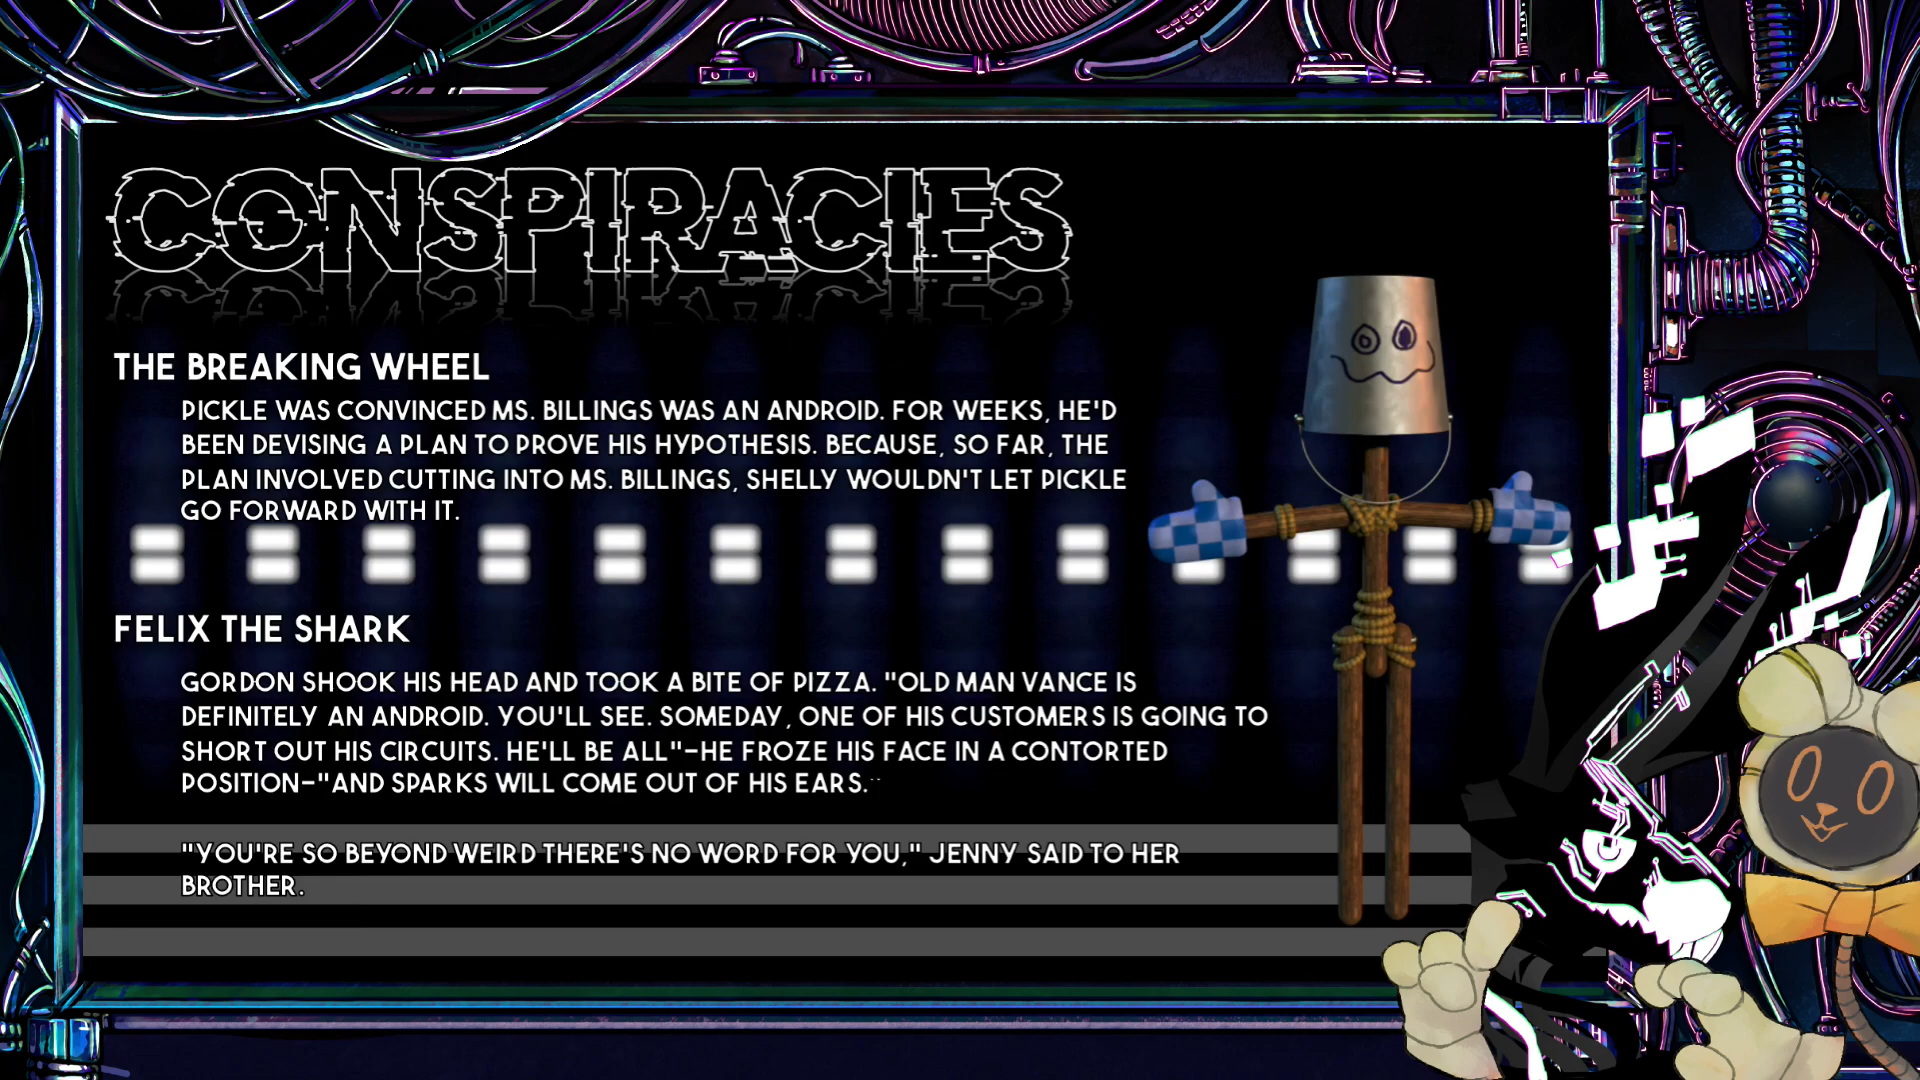 CONSPIRACIES
THE BREAKING WHEEL
PICKLE WAS CONVINCED MS. BILLINGS WAS AN ANDROID. FOR WEEKS, HE'D
BEEN DEVISING A PLAN TO PROVE HIS HYPOTHESIS. BECAUSE, SO FAR, THE
PLAN INVOLVED CUTTING INTO MS. BILLINGS, SHELLY WOULDN'T LET PICKLE
GO FORWARD WITH IT.
FELIX THE SHARK
GORDON SHOOK HIS HEAD AND TOOK A BITE OF PIZZA. "OLD MAN VANCE IS
DEFINITELY AN ANDROID. YOU'LL SEE. SOMEDAY, ONE OF HIS CUSTOMERS IS GOING TO
SHORT OUT HIS CIRCUITS. HE'LL BE ALL"-HE FROZE HIS FACE IN A CONTORTED
POSITION-"AND SPARKS WILL COME OUT OF HIS EARS."
"YOU'RE SO BEYOND WEIRD THERE'S NO WORD FOR YOU," JENNY SAID TO HER
BROTHER.